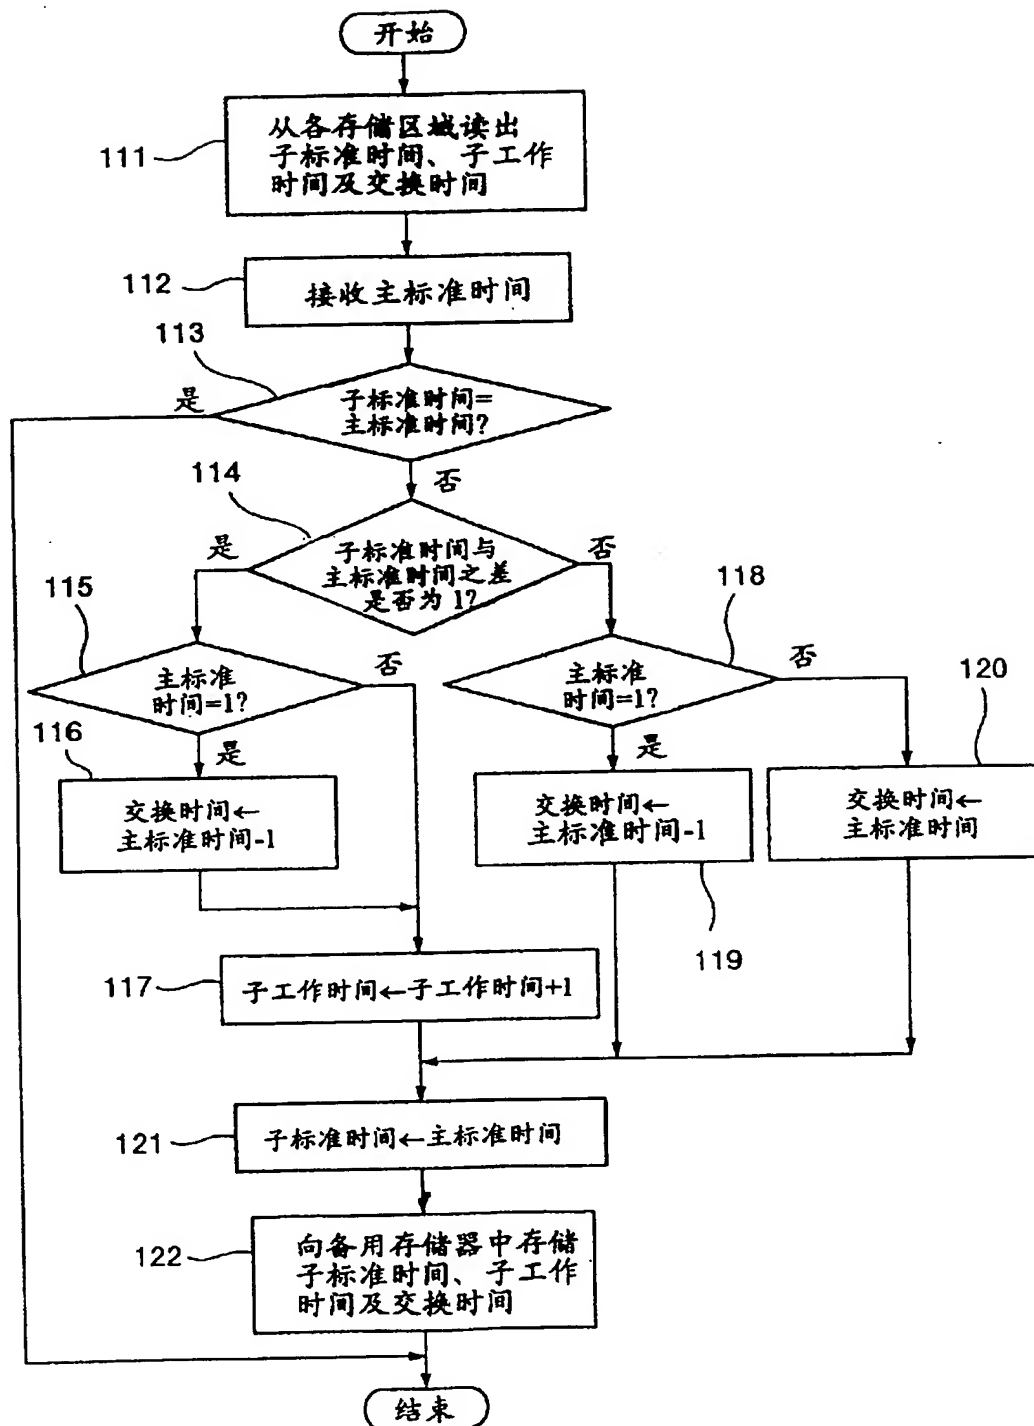 开始
111
从各存储区域读出
子标准时间、子工作
时间及交换时间
112
接收主标准时间
113
是
子标准时间=
主标准时间?
否
114
是
子标准时间与
主标准时间之差
是否为 1?
否
115
主标准
时间=1?
否
118
主标准
时间=1?
否
120
116
是
交换时间←
主标准时间-1
是
交换时间←
主标准时间-1
交换时间←
主标准时间
119
117
子工作时间←子工作时间+1
121
子标准时间←主标准时间
122
向备用存储器中存储
子标准时间、子工作
时间及交换时间
结束